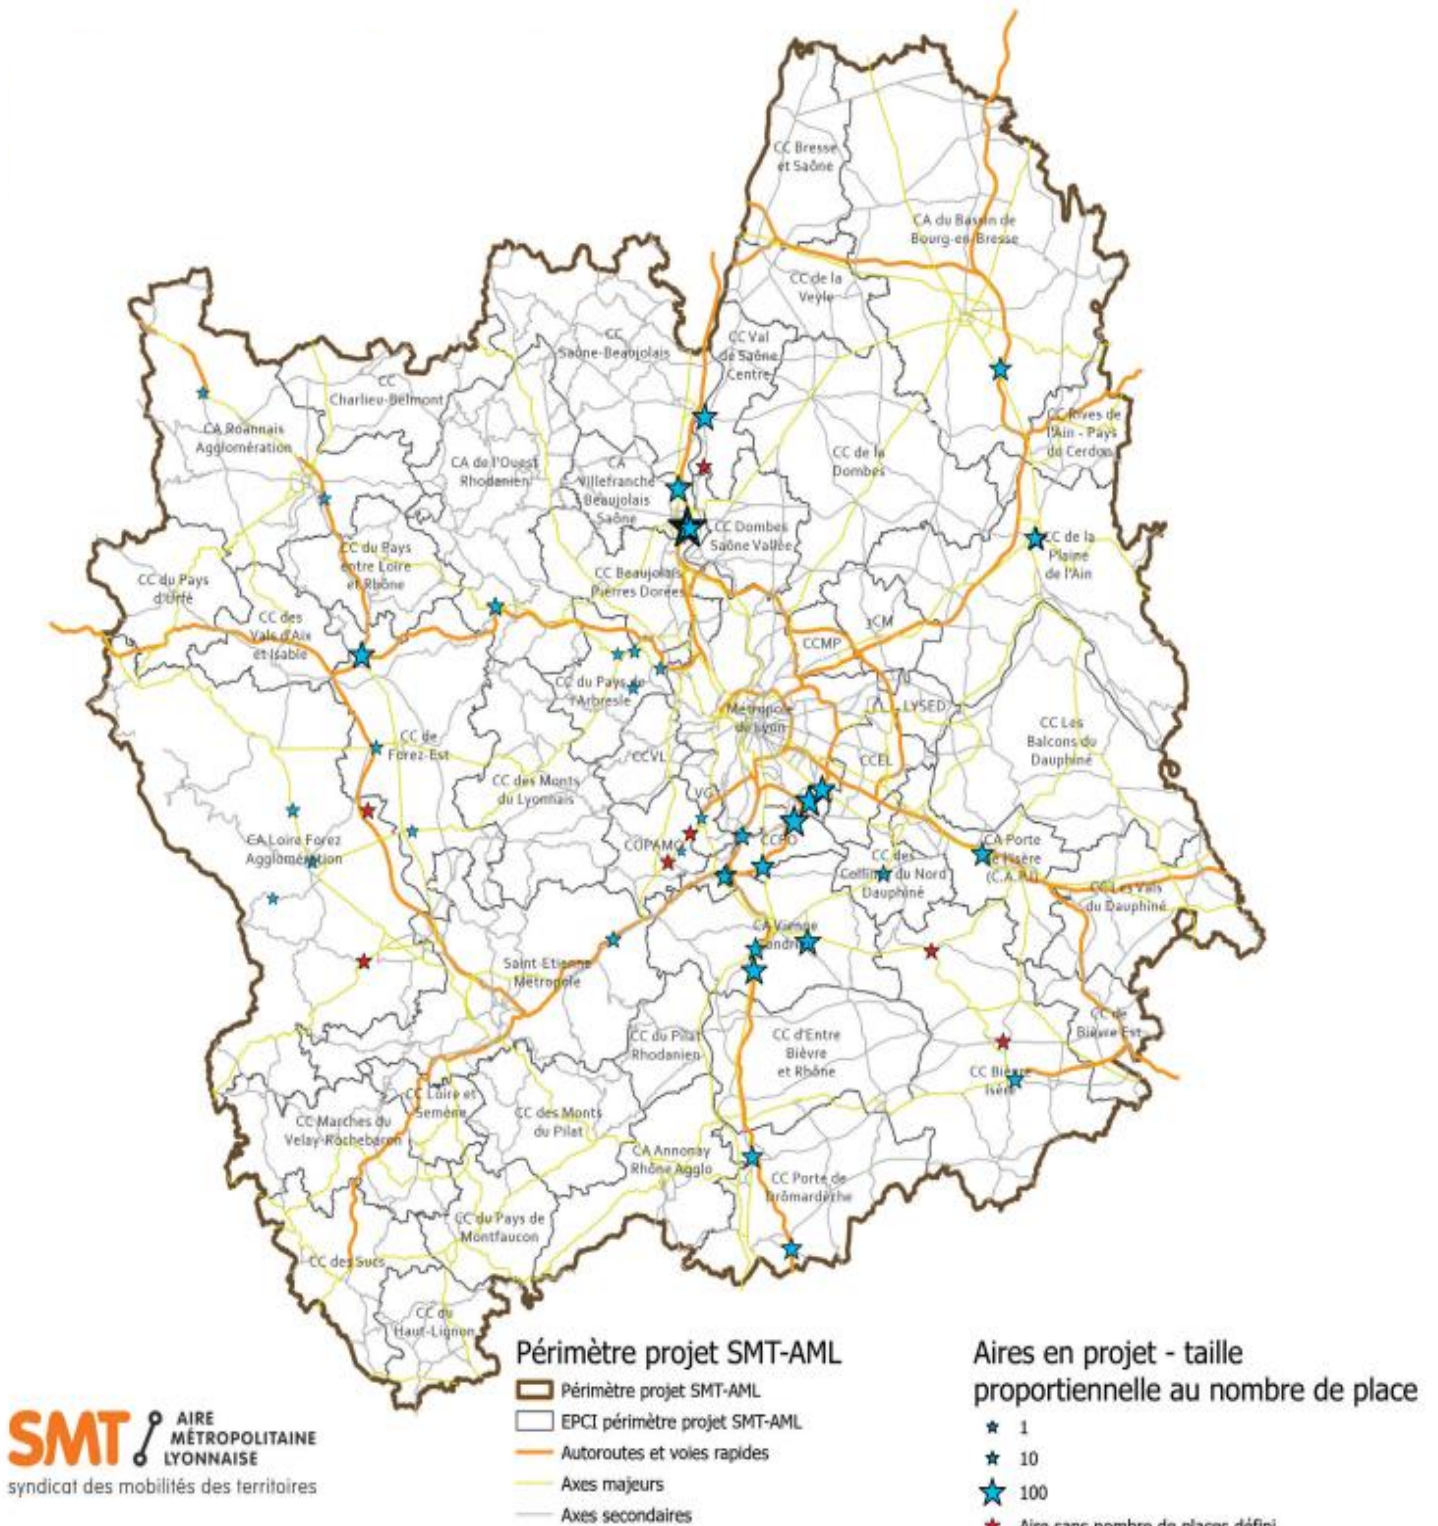 CC Bresse
et Saône
CA du Bassin de
Bourg-en-Bresse
CC de la
Veyle
CC
Saône-Beaujolais
CC Val
de Saône
Centre
CC
Charlieu-Belmont
CC Rives de
l'Ain - Pays
du Cerdon
CA Roannais
Agglomération
CA de l'Ouest
Rhodanien
CA
Villefranche
Beaujolais
Saône
CC de la
Dombes
CC Dombes
Saône Vallée
CC de la
Plaine
de l'Ain
CC du Pays
entre Loire
et Rhône
CC du Pays
d'Urfé
CC Beaujolais
Pierres Dorées
CC des
Vals d'Aix
et Isable
3CM
CCMP
CC du Pays de
l'Arbresle
Métropole
de Lyon
LYSED
CC Les
Balcons du
Dauphiné
CC de
Forez-Est
CCVL
CCEL
CC des Monts
du Lyonnais
CA Loire Forez
Agglomération
COPAMO
CCPO
CC des
Collines du Nord
Dauphiné
CA Porte
de l'Isère
(C.A.P.I)
CC Les Vals
du Dauphiné
CA Vienne
Condrieu
Saint-Etienne
Métropole
CC du Pilat
Rhodanien
CC d'Entre
Bièvre
et Rhône
CC de
Bièvre Est
CC Bièvre
Isère
CC Loire et
Semène
CC Marches du
Velay-Rochebaron
CC des Monts
du Pilat
CA Annonay
Rhône Agglo
CC Porte de
Drômardèche
CC du Pays de
Montfaucon
CC des Sucs
CC du
Haut-Lignon
Périmètre projet SMT-AML
Périmètre projet SMT-AML
EPCI périmètre projet SMT-AML
Autoroutes et voies rapides
Axes majeurs
Axes secondaires
Aires en projet - taille
proportiennelle au nombre de place
1
10
100
Aire sans nombre de places défini
SMT
AIRE
MÉTROPOLITAINE
LYONNAISE
syndicat des mobilités des territoires